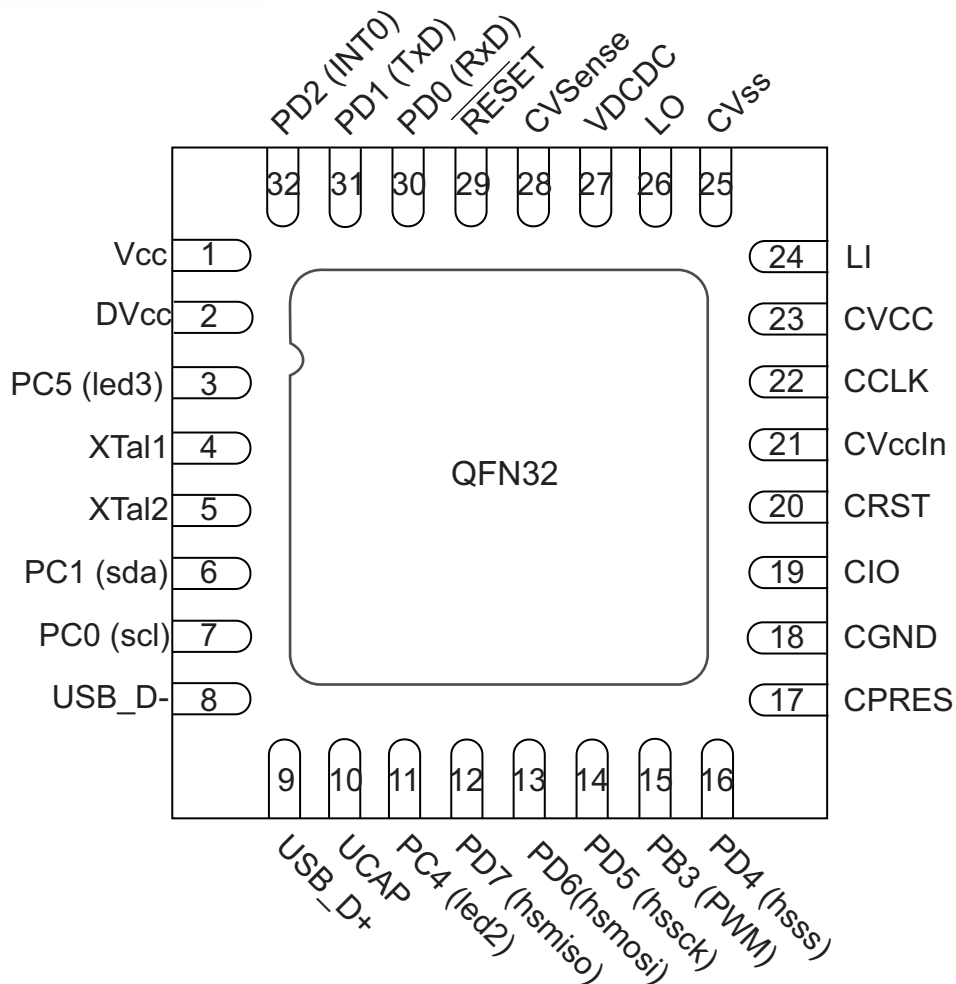 PD2 (INT0)
PD1 (TxD)
PD0 (RxD)
RESET
CVSense
VDCDC
LO
CVss
32
31
30
29
28
27
26
25
Vcc
1
DVcc
2
PC5 (led3)
3
XTal1
4
XTal2
5
PC1 (sda)
6
PC0 (scl)
7
USB_D-
8
QFN32
24
LI
23
CVCC
22
CCLK
21
CVccIn
20
CRST
19
CIO
18
CGND
17
CPRES
9
10
11
12
13
14
15
16
USB_D+
UCAP
PC4 (led2)
PD7 (hsmiso)
PD6(hsmosi)
PD5 (hssck)
PB3 (PWM)
PD4 (hsss)